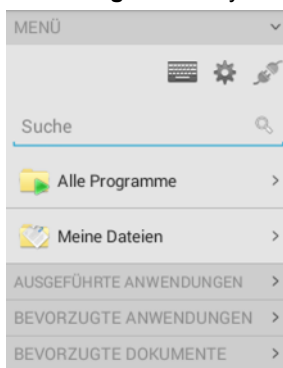 MENÜ
Suche
Alle Programme
Meine Dateien
AUSGEFÜHRTE ANWENDUNGEN
BEVORZUGTE ANWENDUNGEN
BEVORZUGTE DOKUMENTE